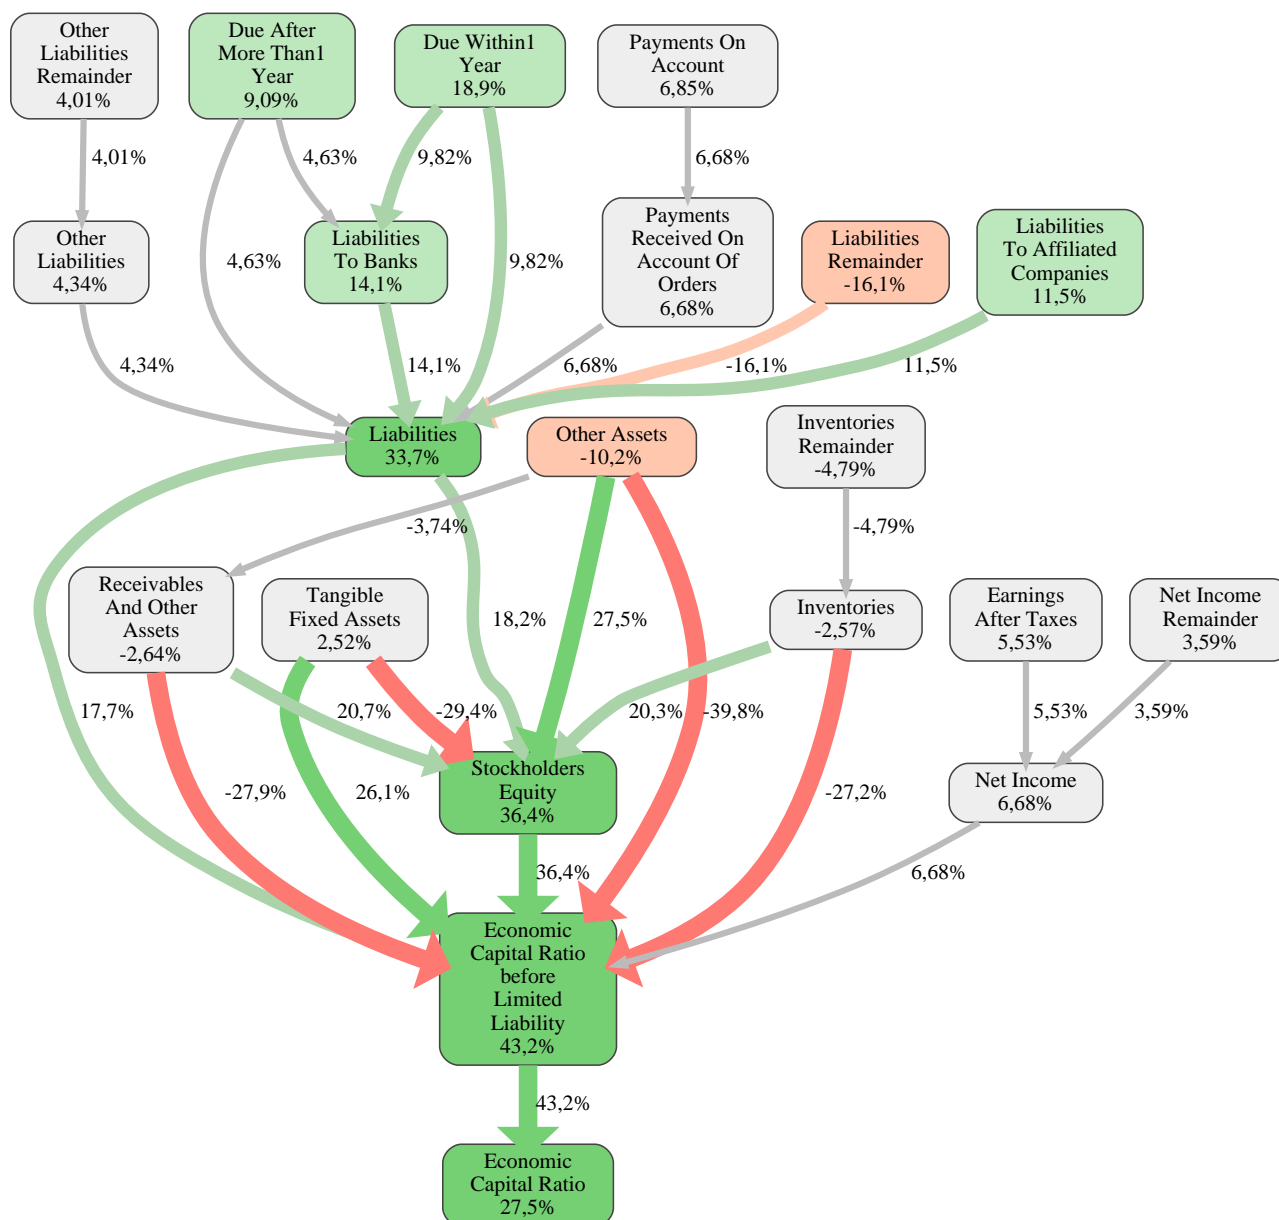 Other
Liabilities
Remainder
4,01%
Due After
More Than1
Year
9,09%
Due Within1
Year
18,9%
Payments On
Account
6,85%
4,01%
4,63%
9,82%
6,68%
Other
Liabilities
4,34%
Liabilities
To Banks
14,1%
Payments
Received On
Account Of
Orders
6,68%
Liabilities
Remainder
-16,1%
Liabilities
To Affiliated
Companies
11,5%
4,63%
9,82%
4,34%
14,1%
6,68%
-16,1%
11,5%
Liabilities
33,7%
Other Assets
-10,2%
Inventories
Remainder
-4,79%
-3,74%
-4,79%
Receivables
And Other
Assets
-2,64%
Tangible
Fixed Assets
2,52%
18,2%
27,5%
Inventories
-2,57%
Earnings
After Taxes
5,53%
Net Income
Remainder
3,59%
17,7%
20,7%
-29,4%
20,3%
-39,8%
5,53%
3,59%
Stockholders
Equity
36,4%
Net Income
6,68%
-27,9%
26,1%
-27,2%
36,4%
6,68%
Economic
Capital Ratio
before
Limited
Liability
43,2%
43,2%
Economic
Capital Ratio
27,5%